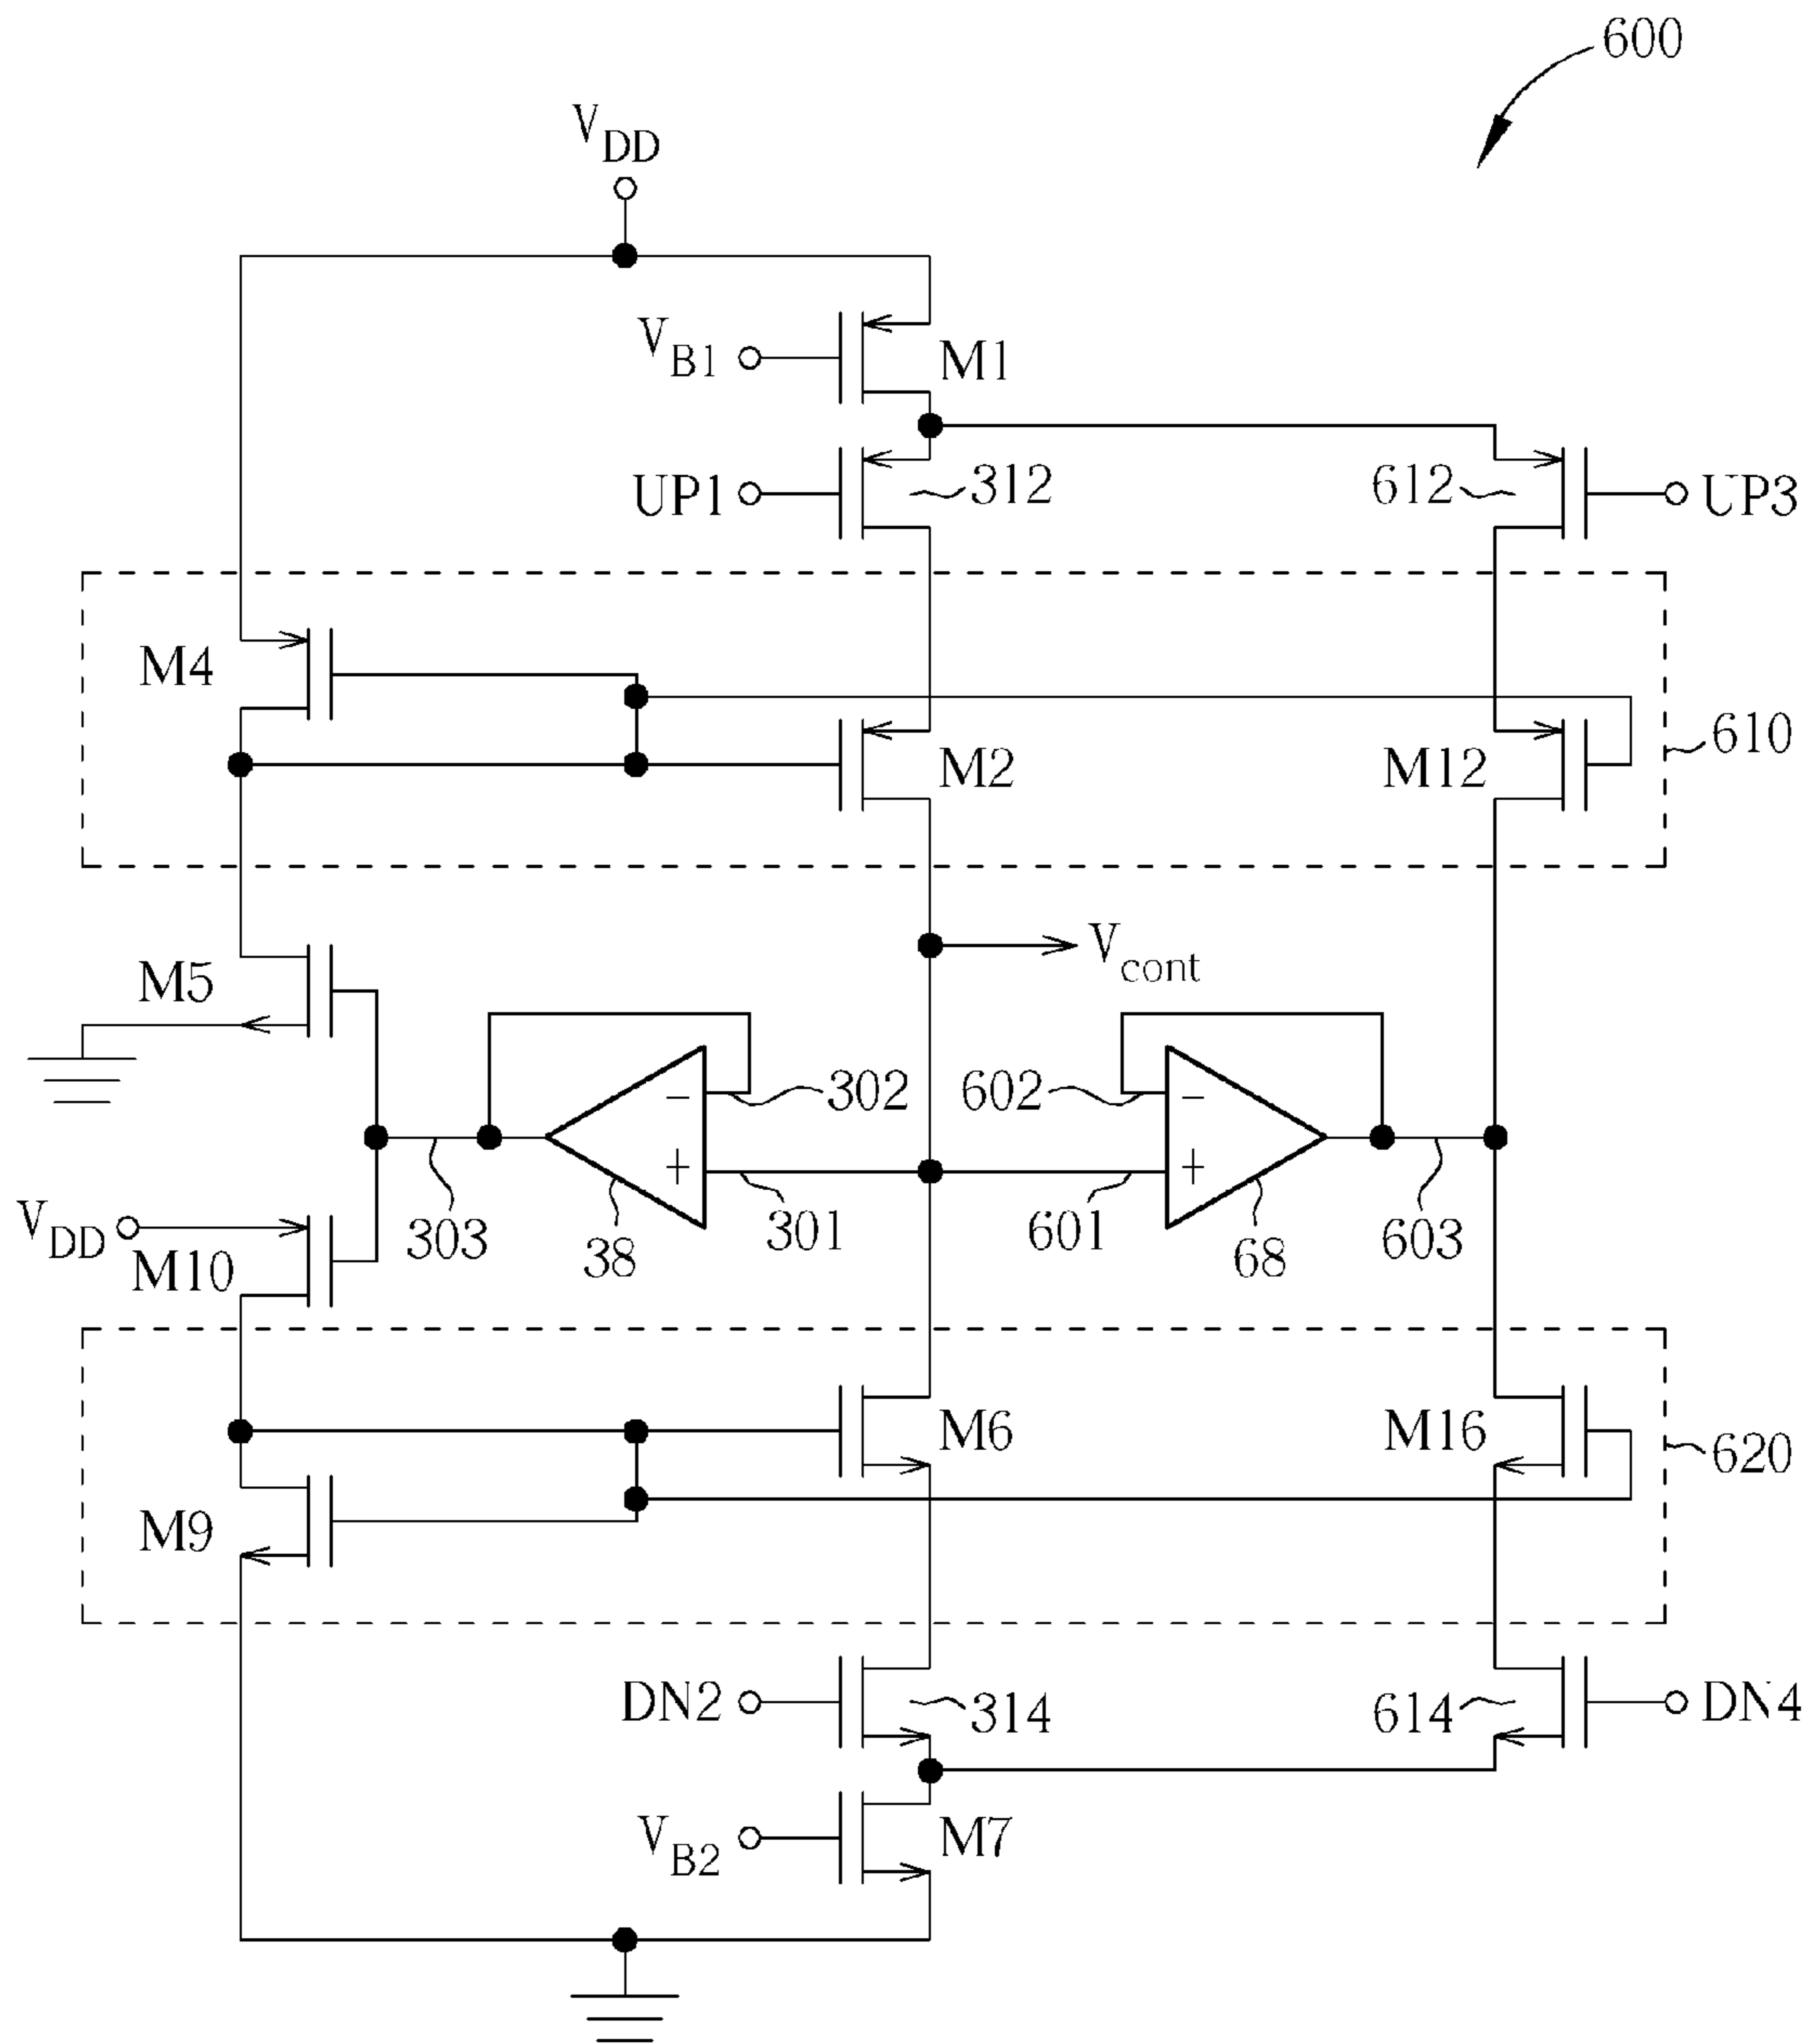 600
VDD
VB1
M1
UP1
312
612
UP3
M4
M2
M12
610
M5
Vcont
302
602
−
−
+
+
VDD
M10
303
38
301
601
68
603
M6
M16
620
M9
DN2
314
614
DN4
VB2
M7